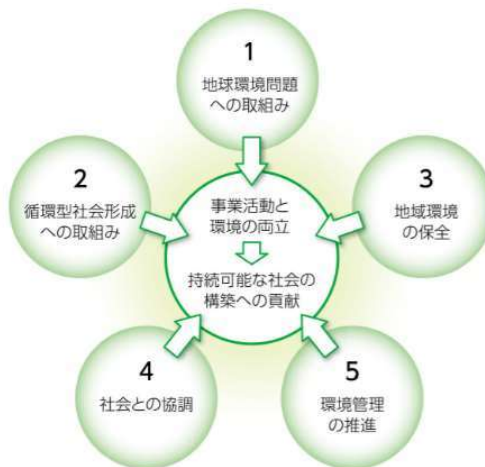 1
地球環境問題
への取組み
2
循環型社会形成
への取組み
3
地域環境
の保全
事業活動と
環境の両立
持続可能な社会の
構築への貢献
4
社会との協調
5
環境管理
の推進